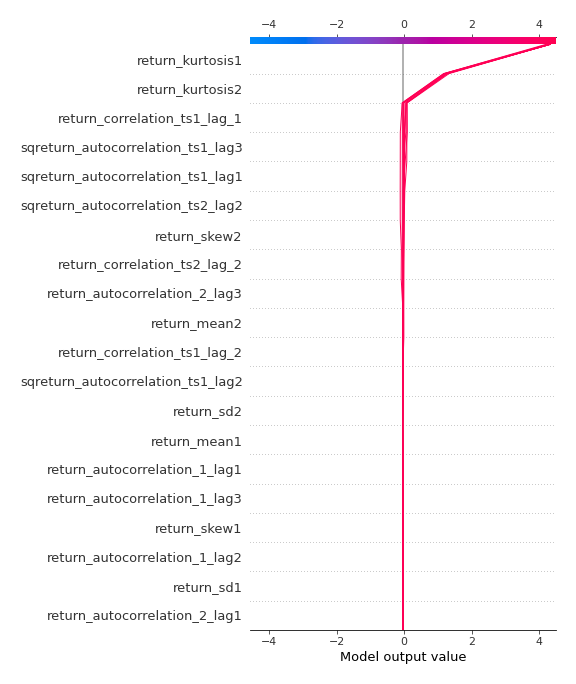 −4 −2 0 2 4
return_kurtosis1
return_kurtosis2
return_correlation_ts1_lag_1
sqreturn_autocorrelation_ts1_lag3
sqreturn_autocorrelation_ts1_lag1
sqreturn_autocorrelation_ts2_lag2
return_skew2
return_correlation_ts2_lag_2
return_autocorrelation_2_lag3
return_mean2
return_correlation_ts1_lag_2
sqreturn_autocorrelation_ts1_lag2
return_sd2
return_mean1
return_autocorrelation_1_lag1
return_autocorrelation_1_lag3
return_skew1
return_autocorrelation_1_lag2
return_sd1
return_autocorrelation_2_lag1
−4 −2 0 2 4
Model output value